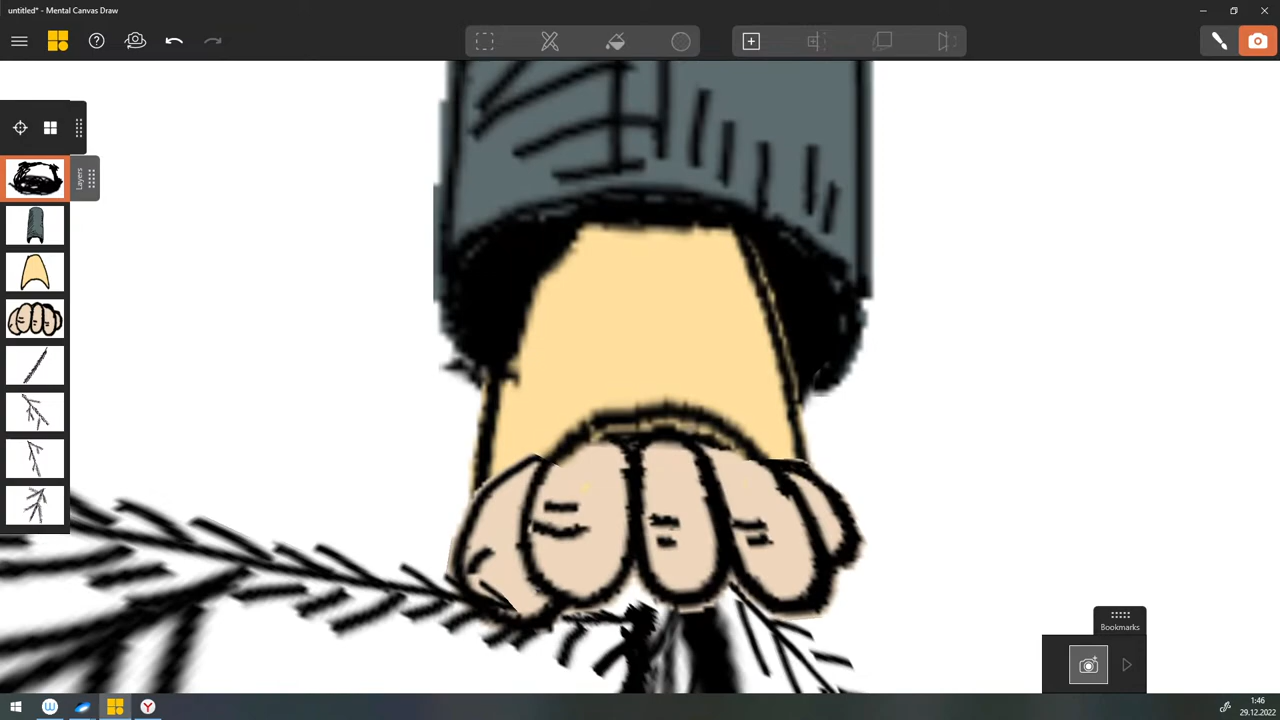 untitled* - Mental Canvas Draw
Layers
Bookmarks
1:46
29.12.2022